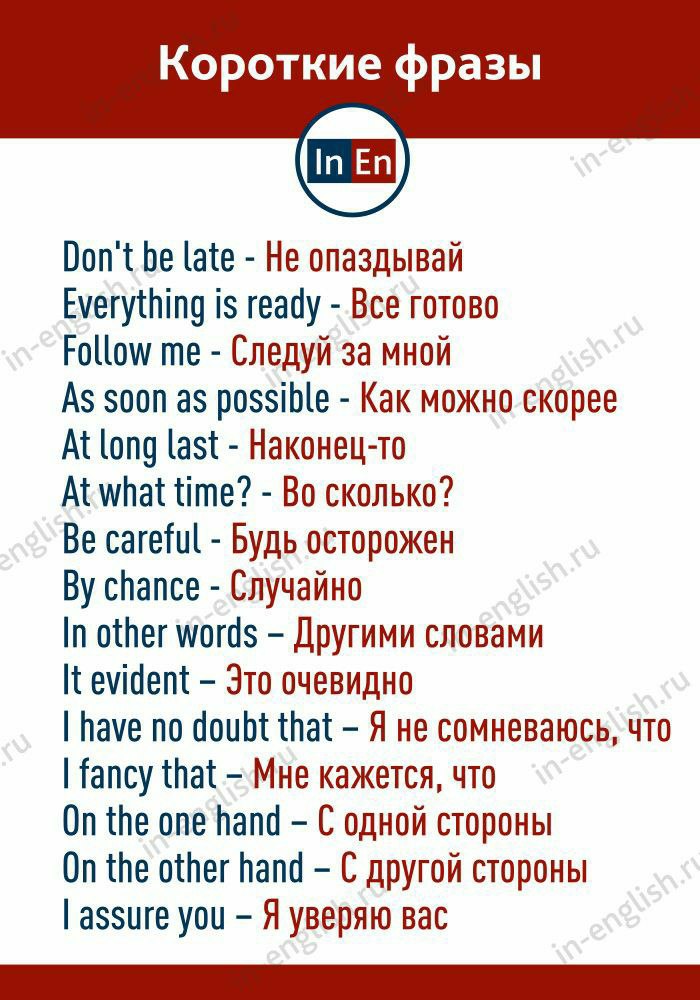 Короткие фразы
In En
Don't be late - Не опаздывай
Everything is ready - Все готово
Follow me - Следуй за мной
As soon as possible - Как можно скорее
At long last - Наконец-то
At what time? - Во сколько?
Be careful - Будь осторожен
By chance - Случайно
In other words – Другими словами
It evident – Это очевидно
I have no doubt that – Я не сомневаюсь, что
I fancy that – Мне кажется, что
On the one hand – С одной стороны
On the other hand – С другой стороны
I assure you – Я уверяю вас
in-english.ru